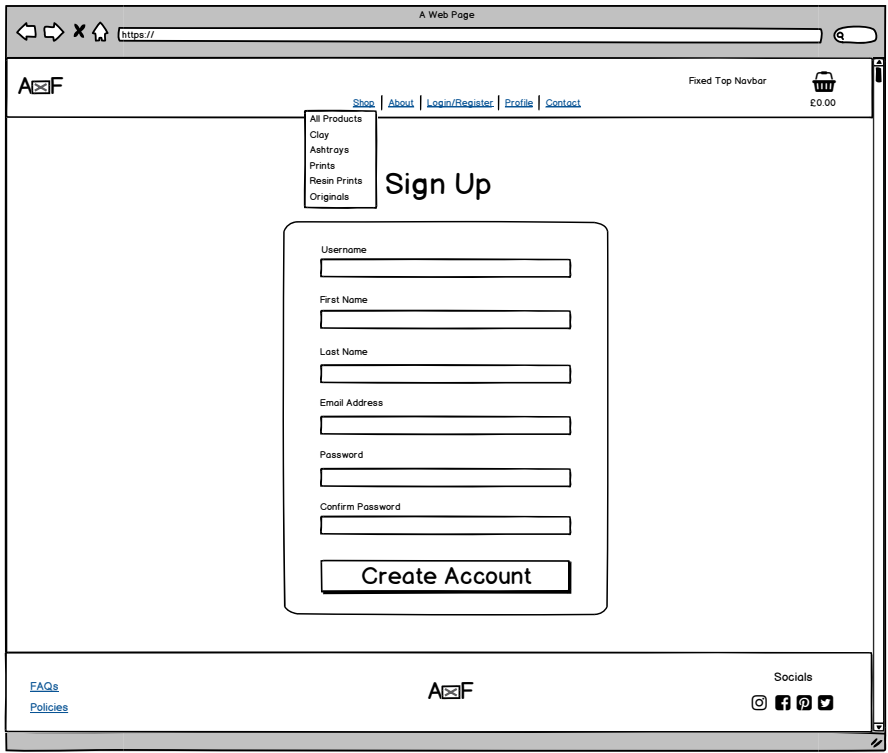 A Web Page
https://
A F
Fixed Top Navbar
£0.00
Shop About Login/Register Profile Contact
All Products
Clay
Ashtrays
Prints
Resin Prints
Originals
Sign Up
Username
First Name
Last Name
Email Address
Password
Confirm Password
Create Account
FAQs
Policies
A F
Socials